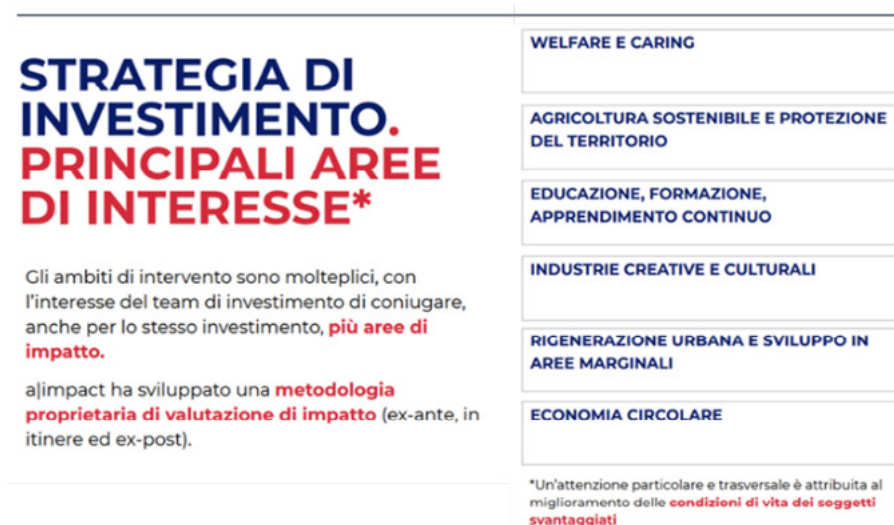 STRATEGIA DI
INVESTIMENTO.
PRINCIPALI AREE
DI INTERESSE*
Gli ambiti di intervento sono molteplici, con
l'interesse del team di investimento di coniugare,
anche per lo stesso investimento, più aree di
impatto.
a|impact ha sviluppato una metodologia
proprietaria di valutazione di impatto (ex-ante, in
itinere ed ex-post).
WELFARE E CARING
AGRICOLTURA SOSTENIBILE E PROTEZIONE
DEL TERRITORIO
EDUCAZIONE, FORMAZIONE,
APPRENDIMENTO CONTINUO
INDUSTRIE CREATIVE E CULTURALI
RIGENERAZIONE URBANA E SVILUPPO IN
AREE MARGINALI
ECONOMIA CIRCOLARE
*Un'attenzione particolare e trasversale è attribuita al
miglioramento delle condizioni di vita dei soggetti
svantaggiati